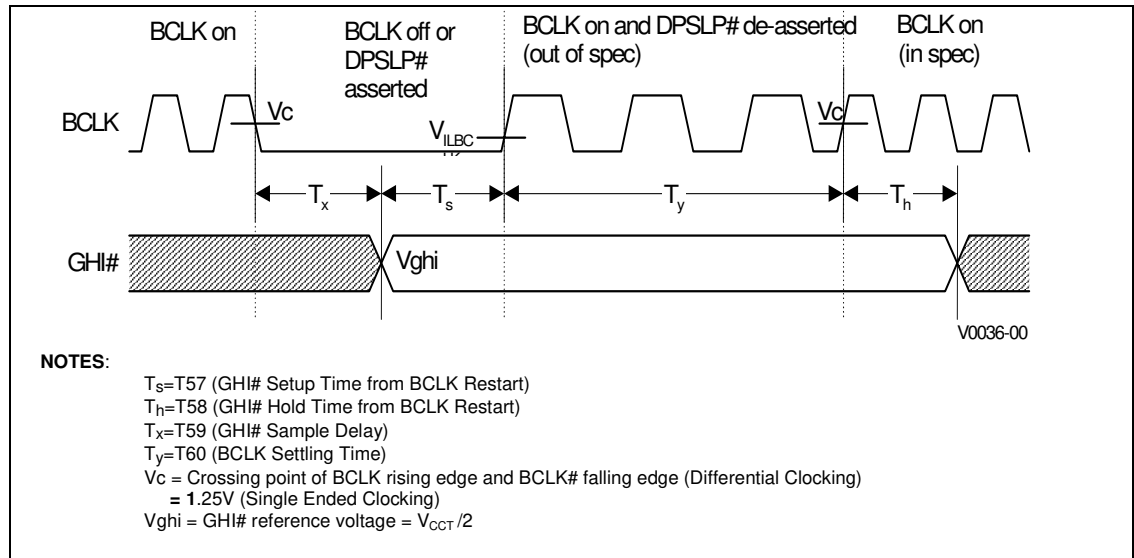 BCLK on
BCLK off or
DPSLP#
asserted
BCLK on and DPSLP# de-asserted
(out of spec)
BCLK on
(in spec)
BCLK
Vc
VILBC
Vc
Tx
Ts
Ty
Th
GHI#
Vghi
V0036-00
NOTES:
Ts=T57 (GHI# Setup Time from BCLK Restart)
Th=T58 (GHI# Hold Time from BCLK Restart)
Tx=T59 (GHI# Sample Delay)
Ty=T60 (BCLK Settling Time)
Vc = Crossing point of BCLK rising edge and BCLK# falling edge (Differential Clocking)
= 1.25V (Single Ended Clocking)
Vghi = GHI# reference voltage = VCCT /2